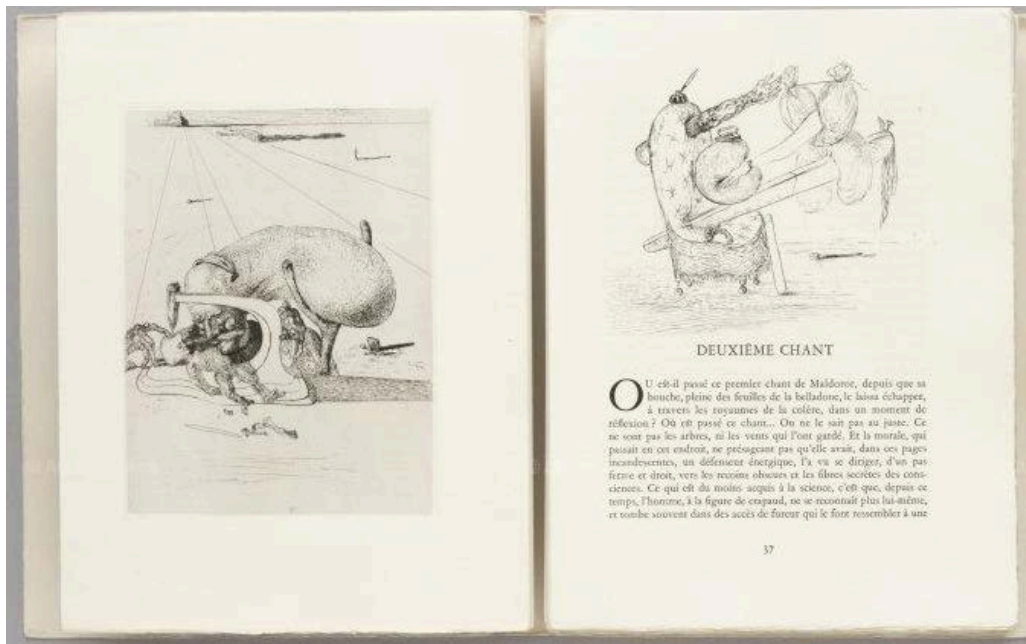 DEUXIÈME CHANT
OU est-il passé ce premier chant de Maldoror, depuis que sa
bouche, pleine des feuilles de la belladone, le laissa échapper,
à travers les royaumes de la colère, dans un moment de
réflexion ? Où est passé ce chant... On ne le sait pas au juste. Ce
ne sont pas les arbres, ni les vents qui l'ont gardé. Et la morale, qui
passait en cet endroit, ne présageant pas qu'elle avait, dans ces pages
incandescentes, un défenseur énergique, l'a vu se diriger, d'un pas
ferme et droit, vers les recoins obscurs et les fibres secrètes des cons-
ciences. Ce qui est du moins acquis à la science, c'est que, depuis ce
temps, l'homme, à la figure de crapaud, ne se reconnaît plus lui-même,
et tombe souvent dans des accès de fureur qui le font ressembler à une
37